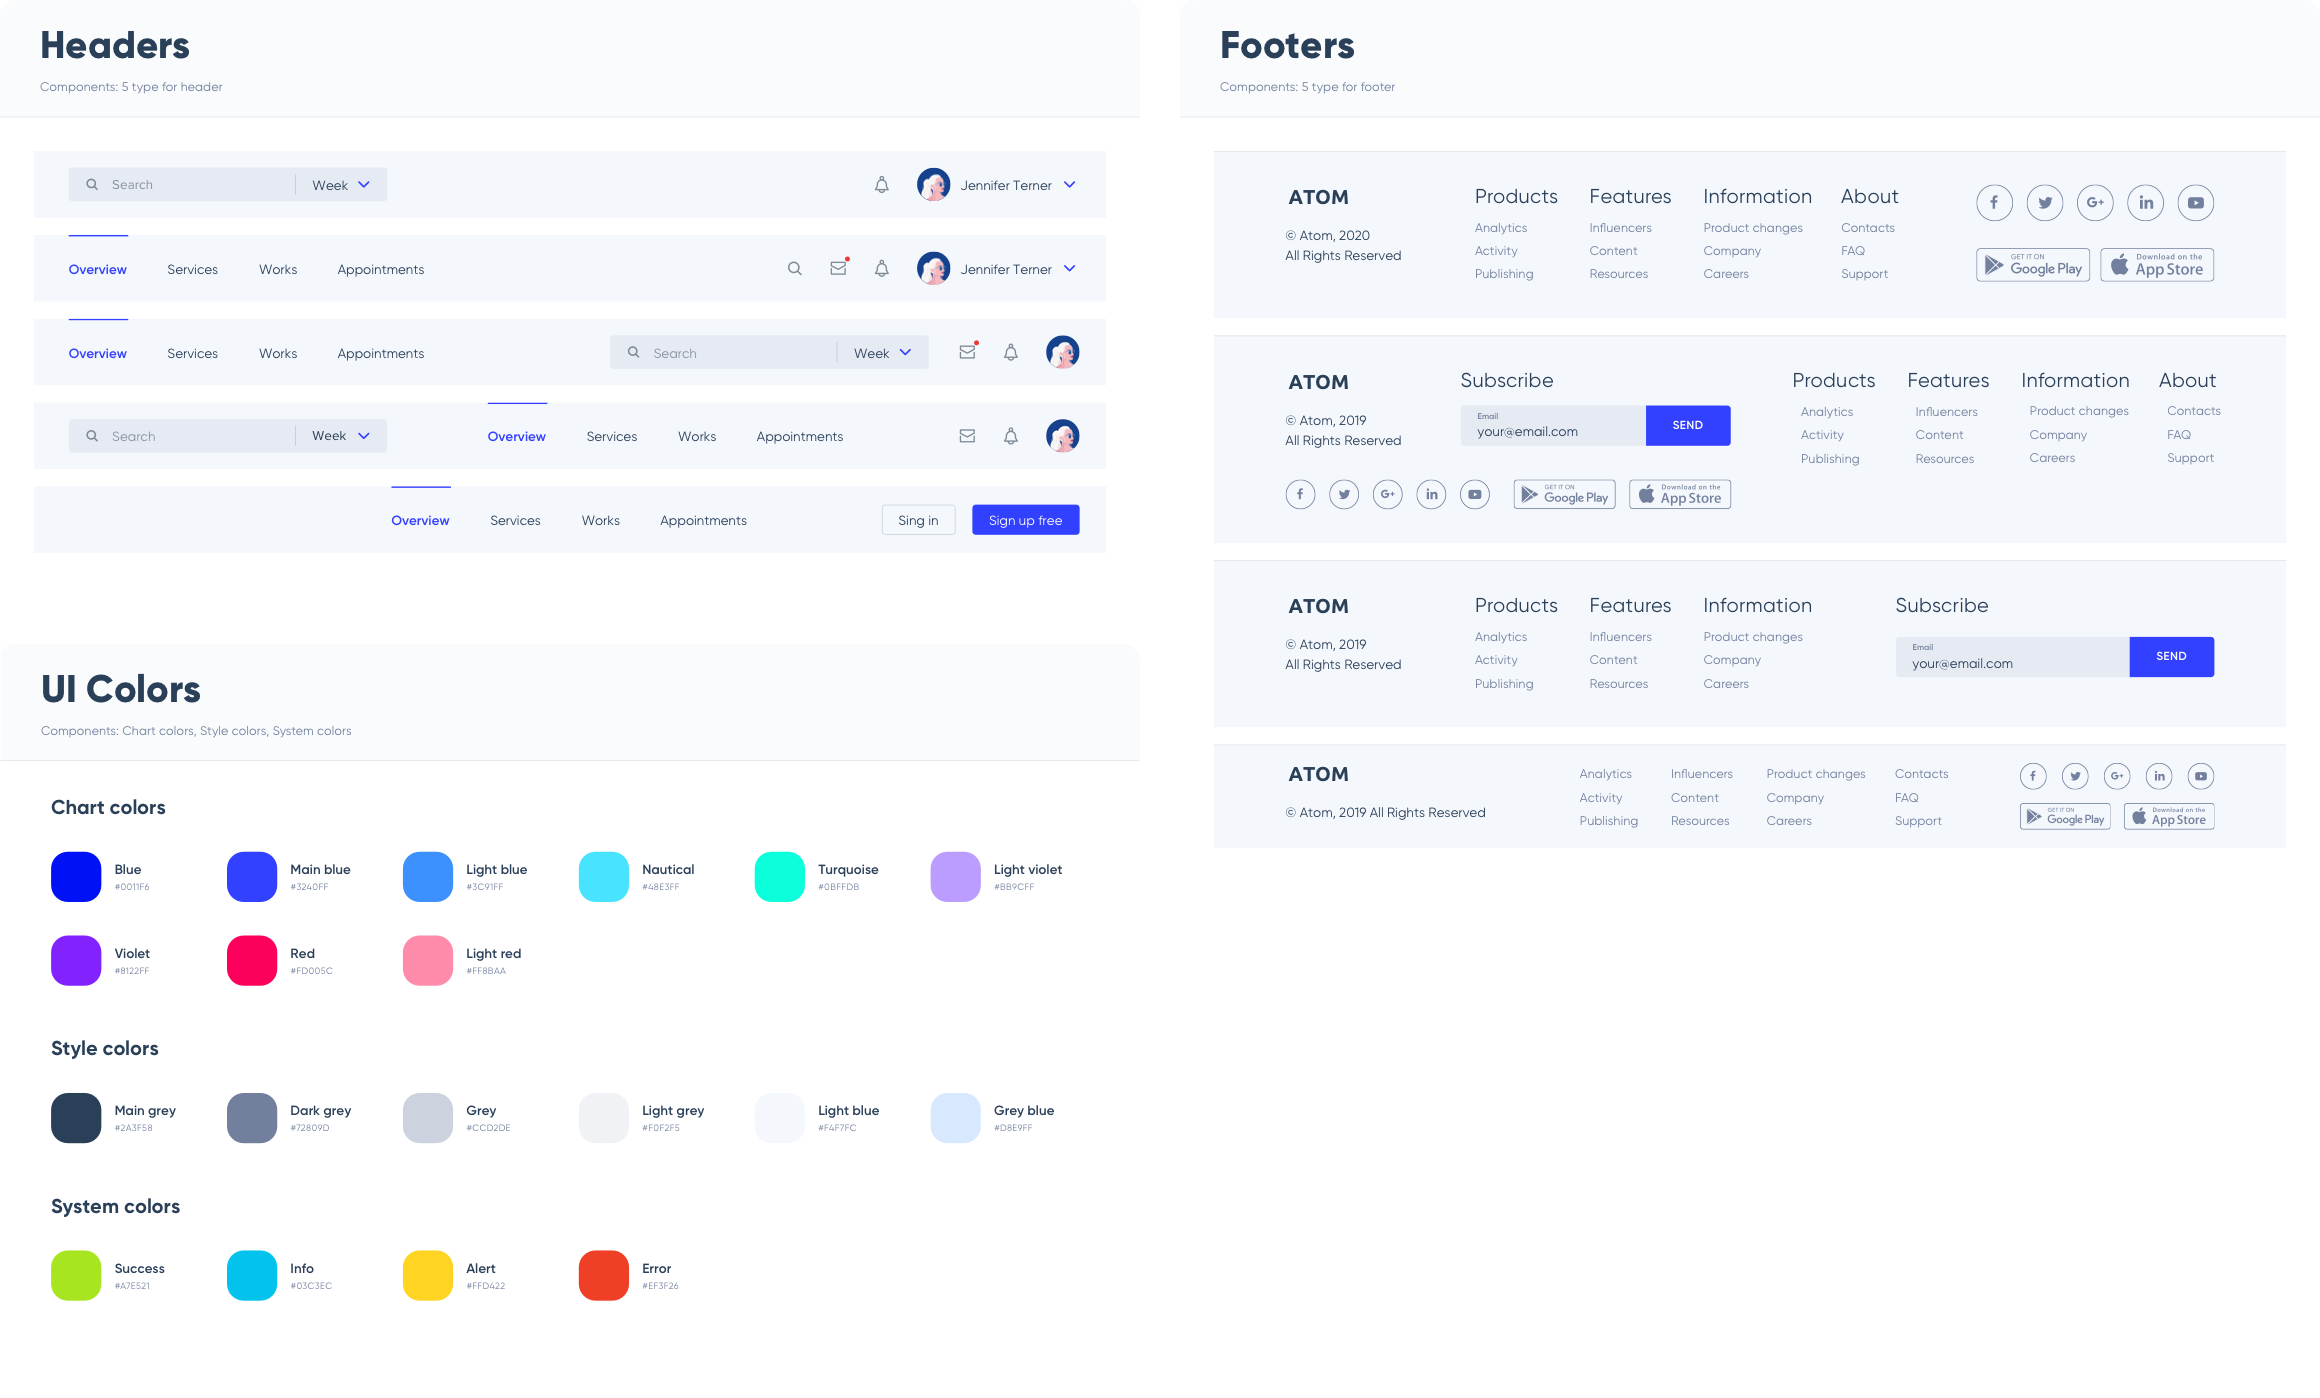 Headers
Components: 5 type for header
Search
Week
Jennifer Terner
Overview
Services
Works
Appointments
Jennifer Terner
Overview
Services
Works
Appointments
Search
Week
Search
Week
Overview
Services
Works
Appointments
Overview
Services
Works
Appointments
Sing in
Sign up free
UI Colors
Components: Chart colors, Style colors, System colors
Chart colors
Blue
#0011F6
Main blue
#3240FF
Light blue
#3C91FF
Nautical
#48E3FF
Turquoise
#0BFFDB
Light violet
#BB9CFF
Violet
#8122FF
Red
#FD005C
Light red
#FF8BAA
Style colors
Main grey
#2A3F58
Dark grey
#72809D
Grey
#CCD2DE
Light grey
#F0F2F5
Light blue
#F4F7FC
Grey blue
#D8E9FF
System colors
Success
#A7E521
Info
#03C3EC
Alert
#FFD422
Error
#EF3F26
Footers
Components: 5 type for footer
ATOM
© Atom, 2020
All Rights Reserved
Products
Analytics
Activity
Publishing
Features
Influencers
Content
Resources
Information
Product changes
Company
Careers
About
Contacts
FAQ
Support
f
G+
in
GET IT ON
Google Play
Download on the
App Store
ATOM
© Atom, 2019
All Rights Reserved
Subscribe
Email
your@email.com
SEND
f
G+
in
GET IT ON
Google Play
Download on the
App Store
Products
Analytics
Activity
Publishing
Features
Influencers
Content
Resources
Information
Product changes
Company
Careers
About
Contacts
FAQ
Support
ATOM
© Atom, 2019
All Rights Reserved
Products
Analytics
Activity
Publishing
Features
Influencers
Content
Resources
Information
Product changes
Company
Careers
Subscribe
Email
your@email.com
SEND
ATOM
© Atom, 2019 All Rights Reserved
Analytics
Activity
Publishing
Influencers
Content
Resources
Product changes
Company
Careers
Contacts
FAQ
Support
f
G+
in
GET IT ON
Google Play
Download on the
App Store